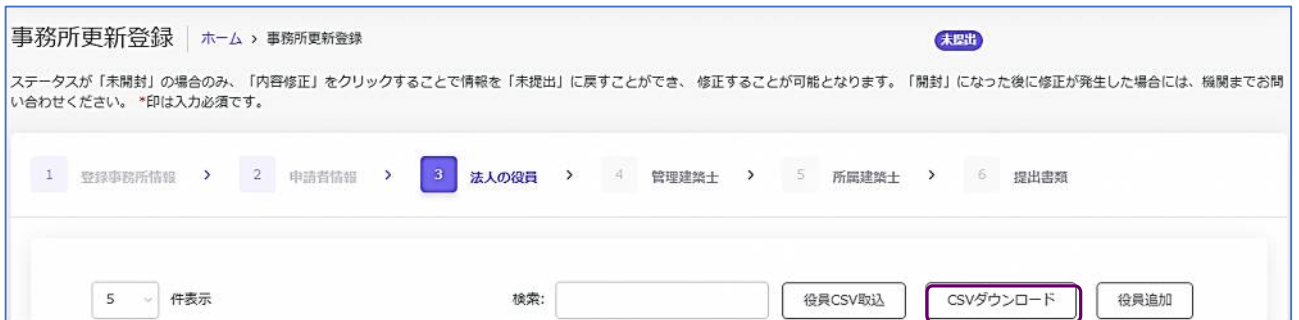 事務所更新登録 ホーム > 事務所更新登録 未提出
ステータスが「未開封」の場合のみ、「内容修正」をクリックすることで情報を「未提出」に戻すことができ、 修正することが可能となります。「開封」になった後に修正が発生した場合には、機関までお問
い合わせください。 *印は入力必須です。
1 登録事務所情報 > 2 申請者情報 > 3 法人の役員 > 4 管理建築士 > 5 所属建築士 > 6 提出書類
5 件表示 検索: 役員CSV取込 CSVダウンロード 役員追加